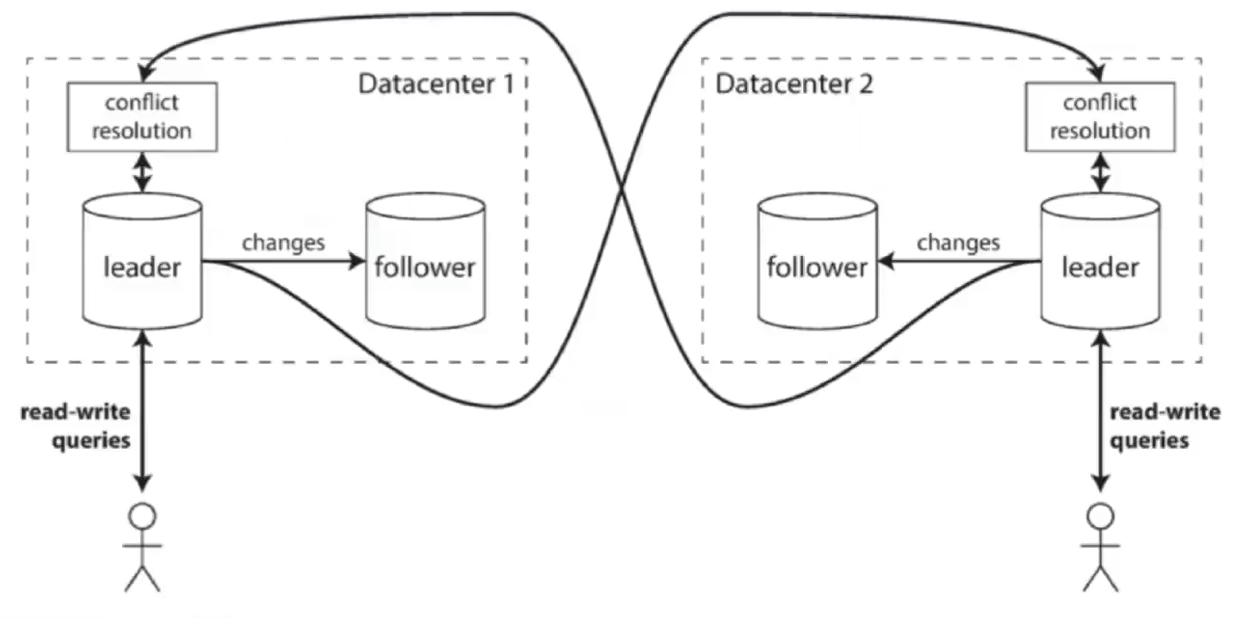 Datacenter 1
conflict
resolution
changes
leader
follower
read-write
queries
Datacenter 2
conflict
resolution
changes
follower
leader
read-write
queries